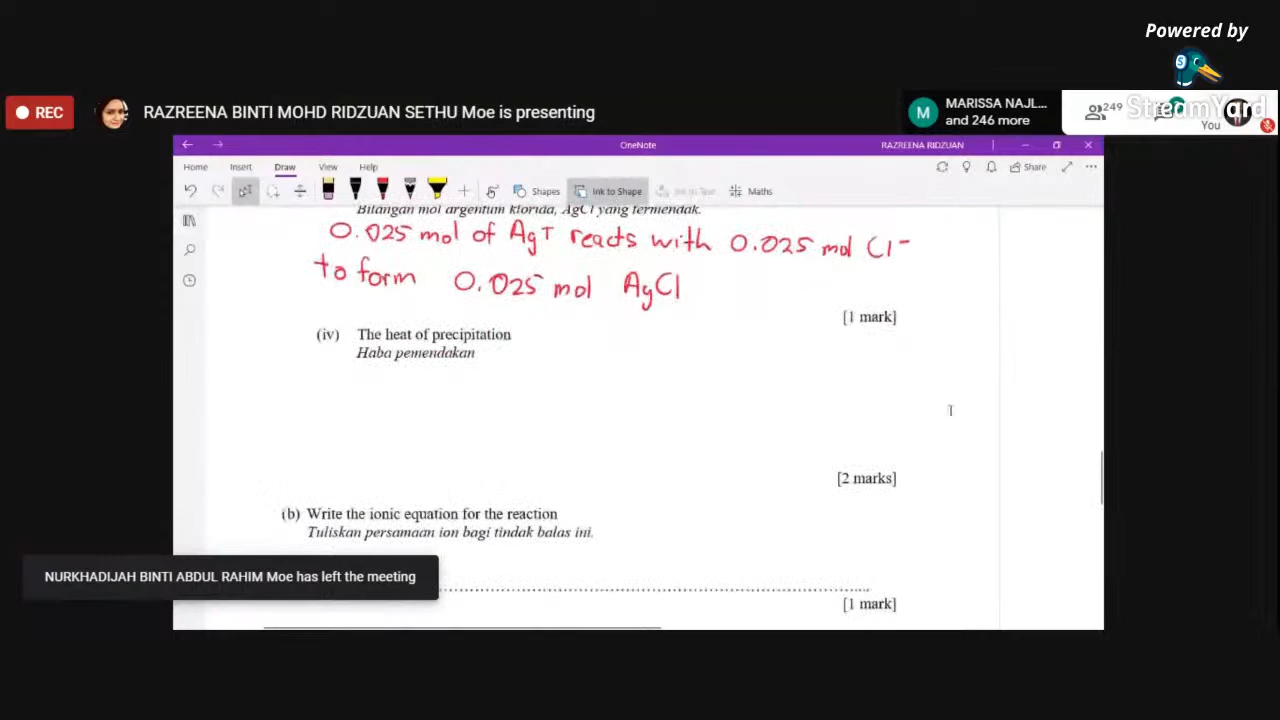 Powered by
REC
RAZREENA BINTI MOHD RIDZUAN SETHU Moe is presenting
M
MARISSA NAJL...
and 246 more
249
StreamYard
You
OneNote
RAZREENA RIDZUAN
Home Insert Draw View Help
Share
Shapes
Ink to Shape
Ink to Text
Maths
Bilangan mol argentum klorida, AgCl yang termendak.
0.025 mol of Ag+ reacts with 0.025 mol Cl-
to form 0.025 mol AgCl
[1 mark]
(iv) The heat of precipitation
Haba pemendakan
[2 marks]
(b) Write the ionic equation for the reaction
Tuliskan persamaan ion bagi tindak balas ini.
NURKHADIJAH BINTI ABDUL RAHIM Moe has left the meeting
[1 mark]